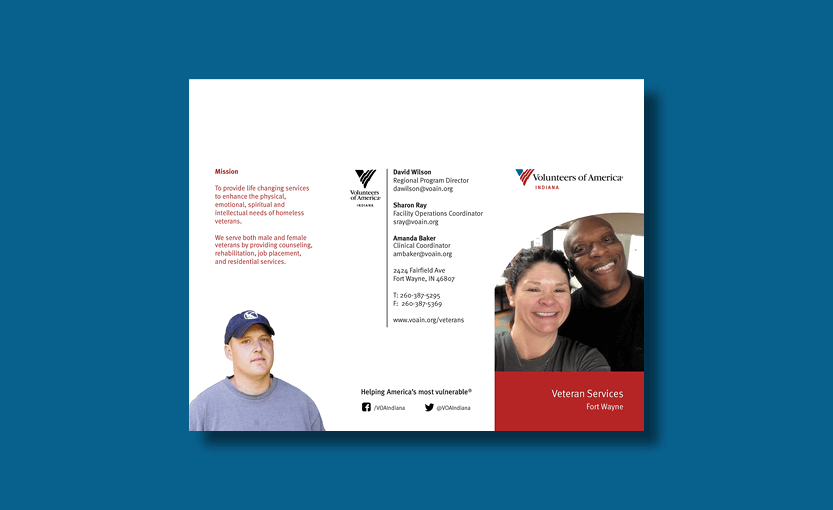 Mission
To provide life changing services
to enhance the physical,
emotional, spiritual and
intellectual needs of homeless
veterans.
We serve both male and female
veterans by providing counseling,
rehabilitation, job placement,
and residential services.
Volunteers
of America®
INDIANA
David Wilson
Regional Program Director
dawilson@voain.org
Sharon Ray
Facility Operations Coordinator
sray@voain.org
Amanda Baker
Clinical Coordinator
ambaker@voain.org
2424 Fairfield Ave
Fort Wayne, IN 46807
T: 260-387-5295
F: 260-387-5369
www.voain.org/veterans
Helping America's most vulnerable®
/VOAIndiana
@VOAIndiana
Volunteers of America®
INDIANA
Veteran Services
Fort Wayne